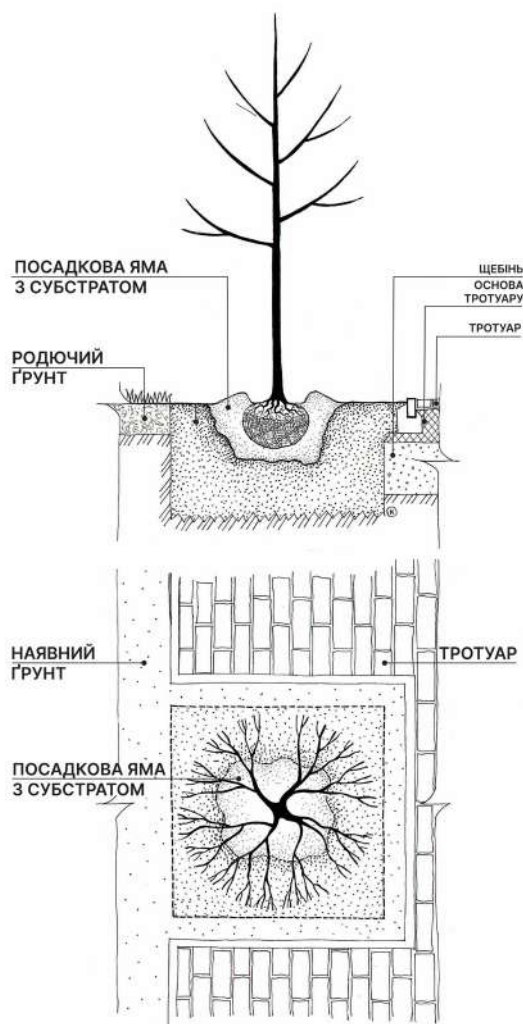 ПОСАДКОВА ЯМА
З СУБСТРАТОМ
ЩЕБІНЬ
ОСНОВА
ТРОТУАРУ
ТРОТУАР
РОДЮЧИЙ
ҐРУНТ
НАЯВНИЙ
ҐРУНТ
ТРОТУАР
ПОСАДКОВА ЯМА
З СУБСТРАТОМ